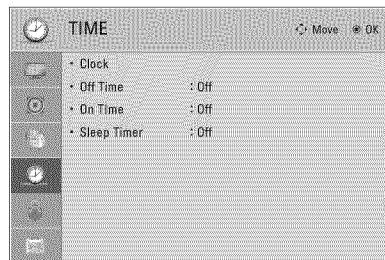 TIME
Move OK
• Clock
• Off Time : Off
• On Time : Off
• Sleep Timer : Off